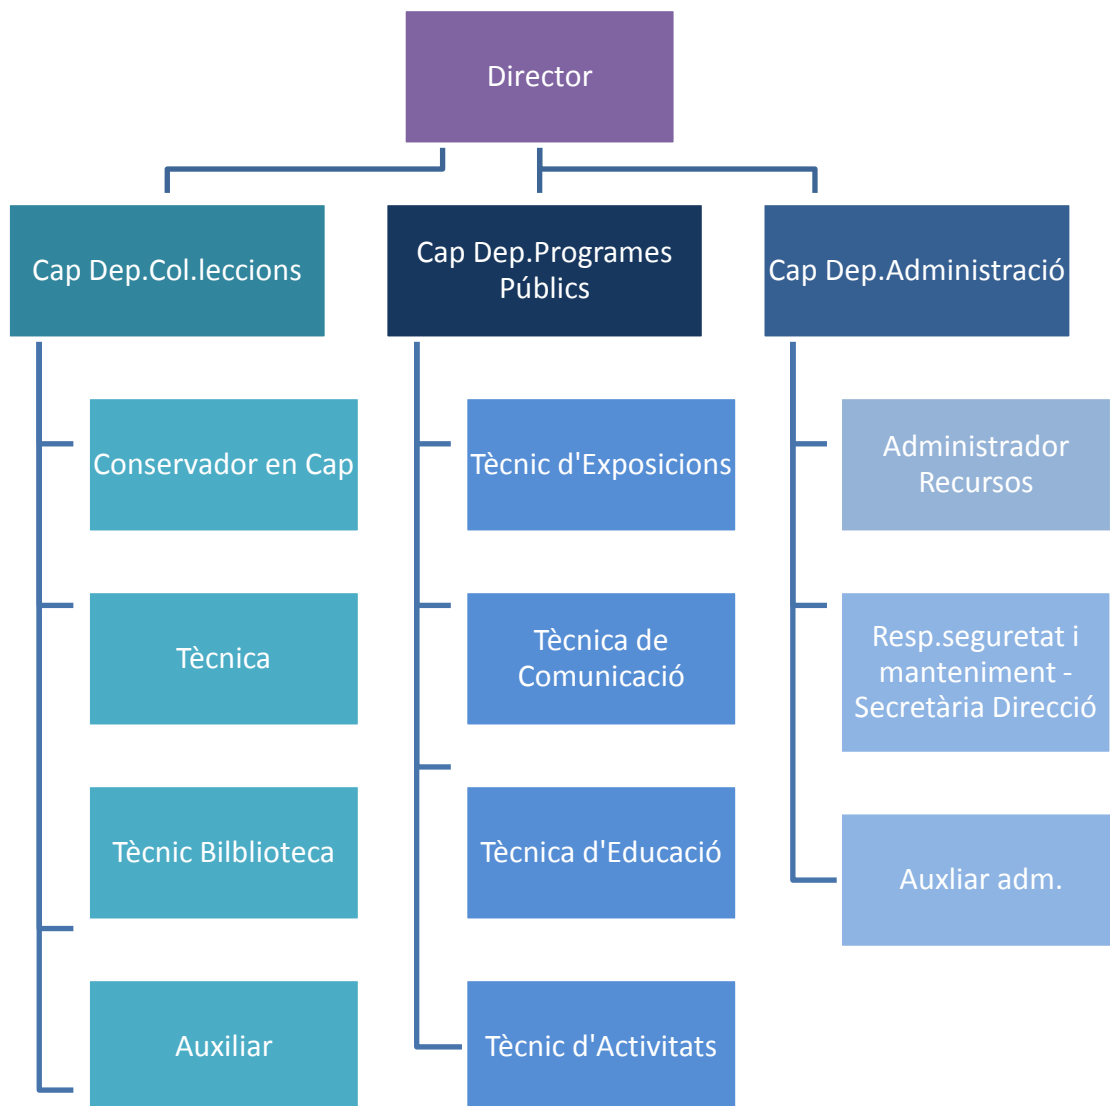 Director
Cap Dep.Col.leccions
Cap Dep.Programes
Públics
Cap Dep.Administració
Conservador en Cap
Tècnica
Tècnic Bilblioteca
Auxiliar
Tècnic d'Exposicions
Tècnica de
Comunicació
Tècnica d'Educació
Tècnic d'Activitats
Administrador
Recursos
Resp.seguretat i
manteniment -
Secretària Direcció
Auxliar adm.